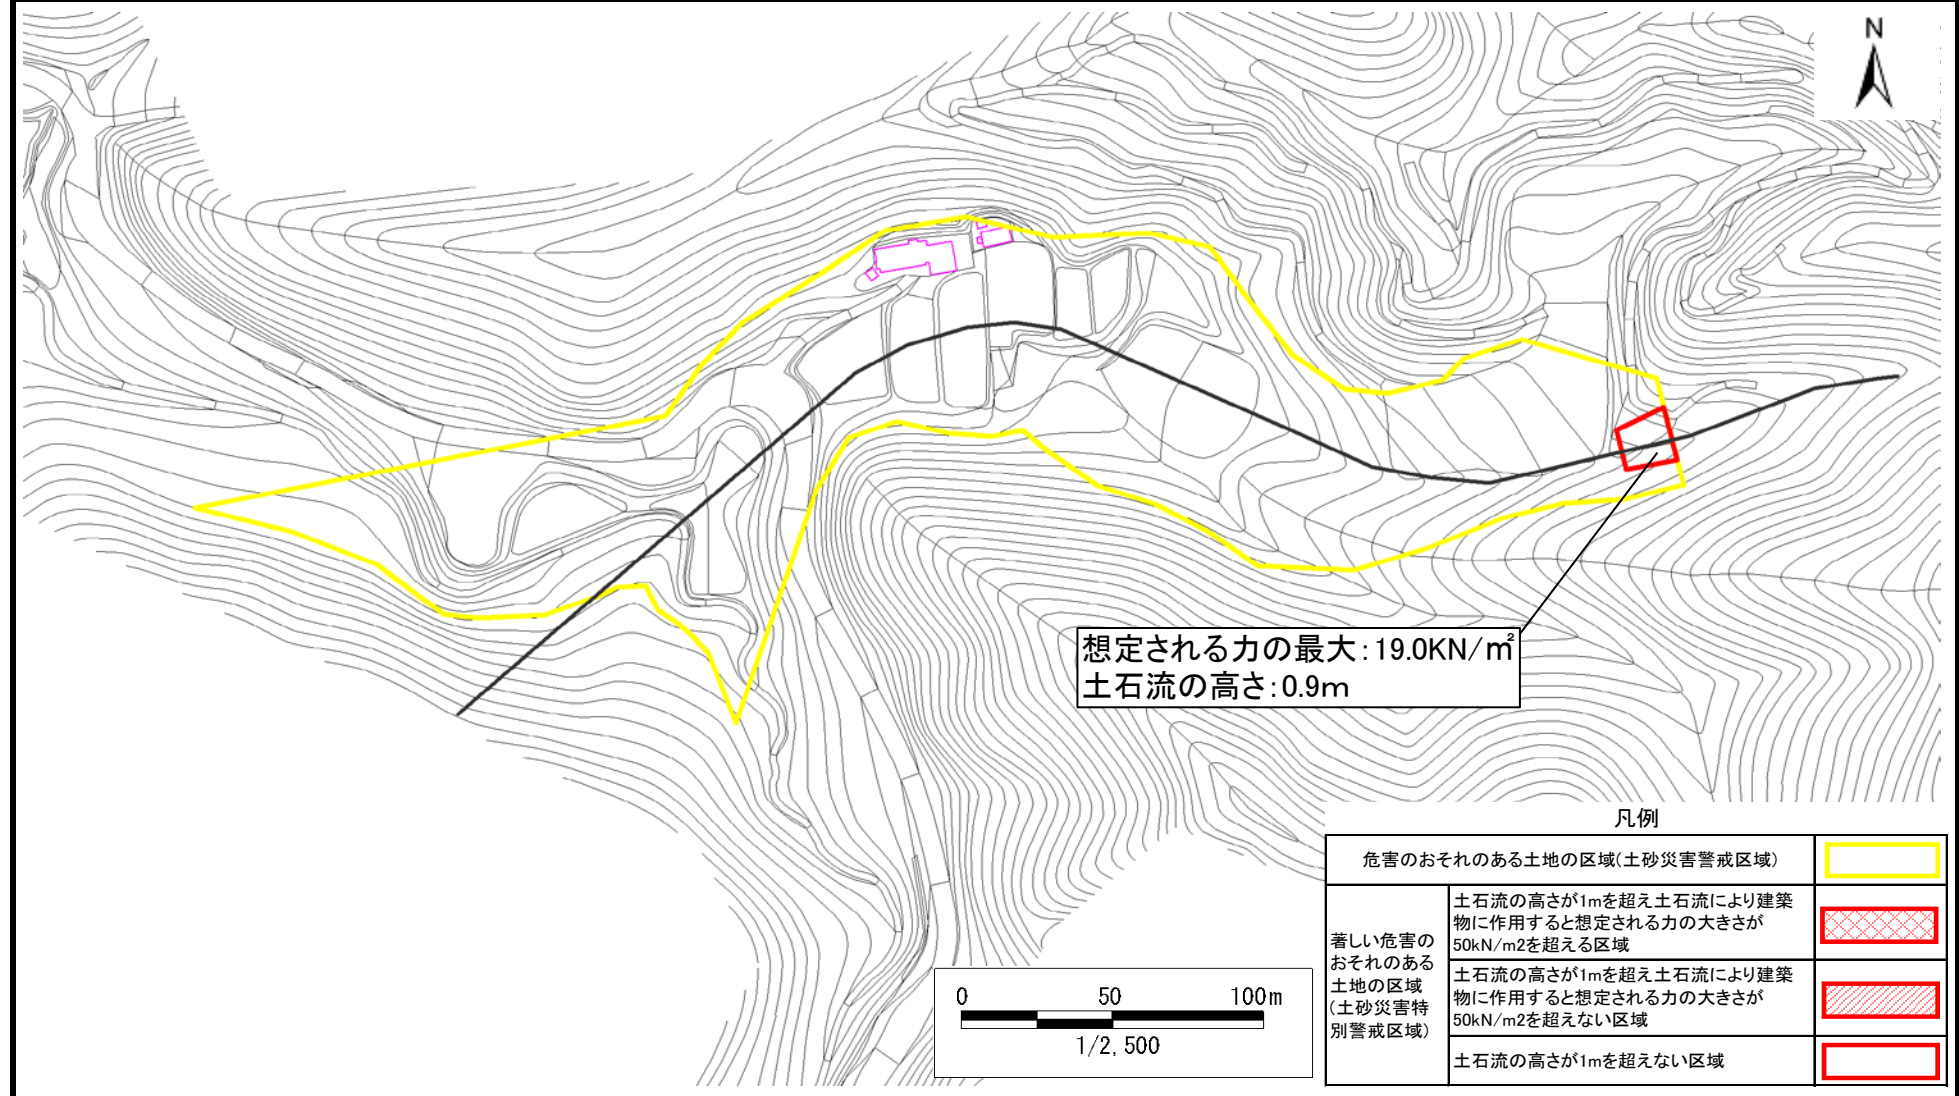 N
想定される力の最大：19.0KN/㎡
土石流の高さ：0.9m
凡例
危害のおそれのある土地の区域(土砂災害警戒区域)
著しい危害の
おそれのある
土地の区域
(土砂災害特
別警戒区域)
土石流の高さが1mを超え土石流により建築
物に作用すると想定される力の大きさが
50kN/m2を超える区域
土石流の高さが1mを超え土石流により建築
物に作用すると想定される力の大きさが
50kN/m2を超えない区域
土石流の高さが1mを超えない区域
0 50 100m
1/2,500